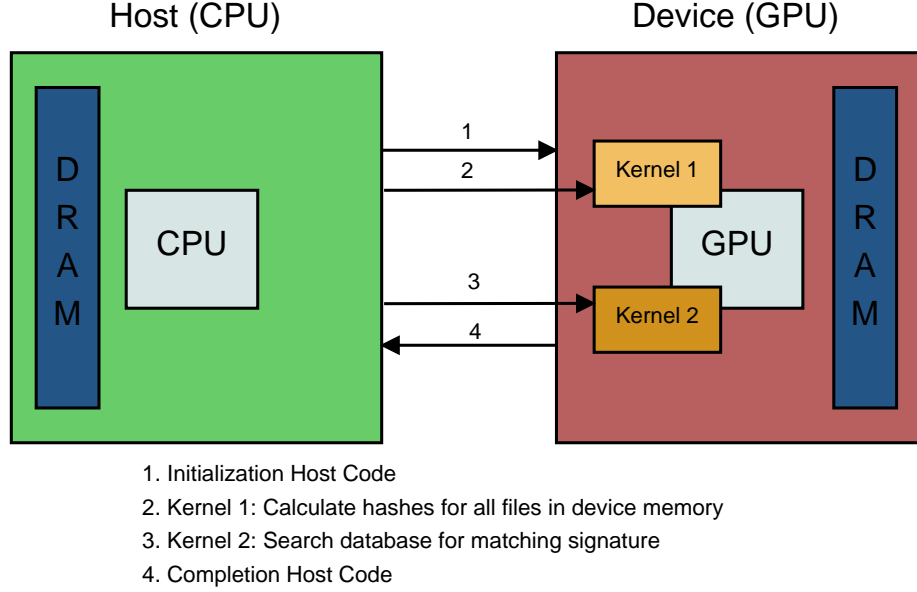 Host (CPU)
Device (GPU)
D
R
A
M
CPU
1
2
3
4
Kernel 1
GPU
Kernel 2
D
R
A
M
1. Initialization Host Code
2. Kernel 1: Calculate hashes for all files in device memory
3. Kernel 2: Search database for matching signature
4. Completion Host Code